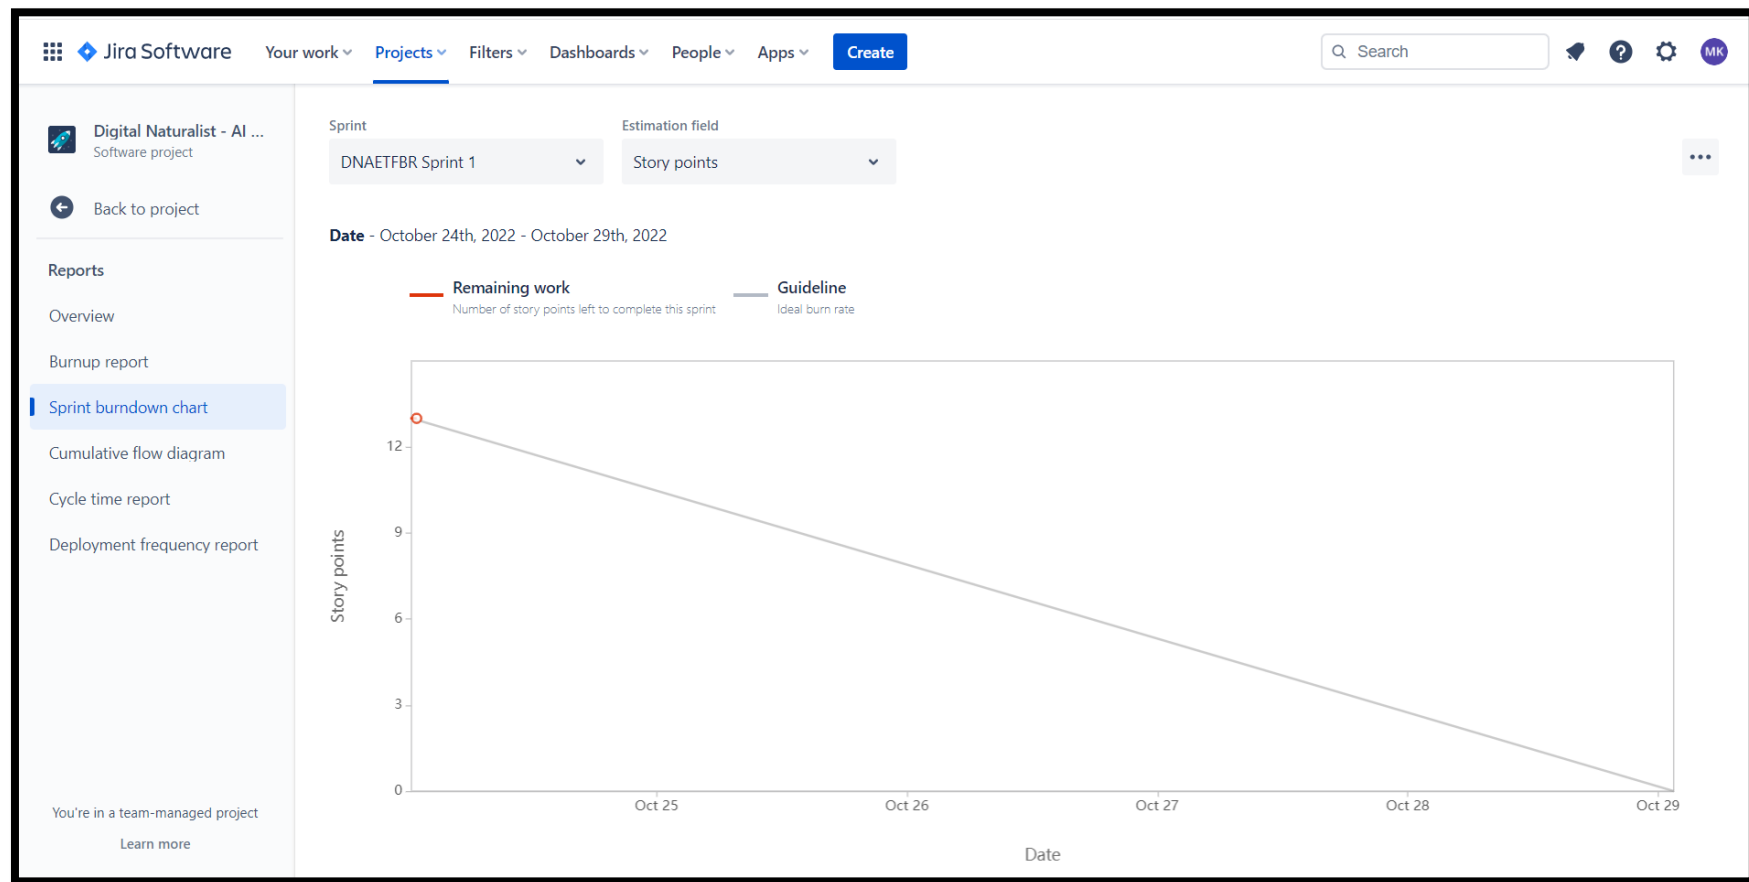 Jira Software Your work Projects Filters Dashboards People Apps Create Search MK
Digital Naturalist - AI ...
Software project
Back to project
Reports
Overview
Burnup report
Sprint burndown chart
Cumulative flow diagram
Cycle time report
Deployment frequency report
You're in a team-managed project
Learn more
Sprint Estimation field
DNAETFBR Sprint 1 Story points
Date - October 24th, 2022 - October 29th, 2022
Remaining work Guideline
Number of story points left to complete this sprint Ideal burn rate
12
9
6
3
0
Story points
Oct 25 Oct 26 Oct 27 Oct 28 Oct 29
Date